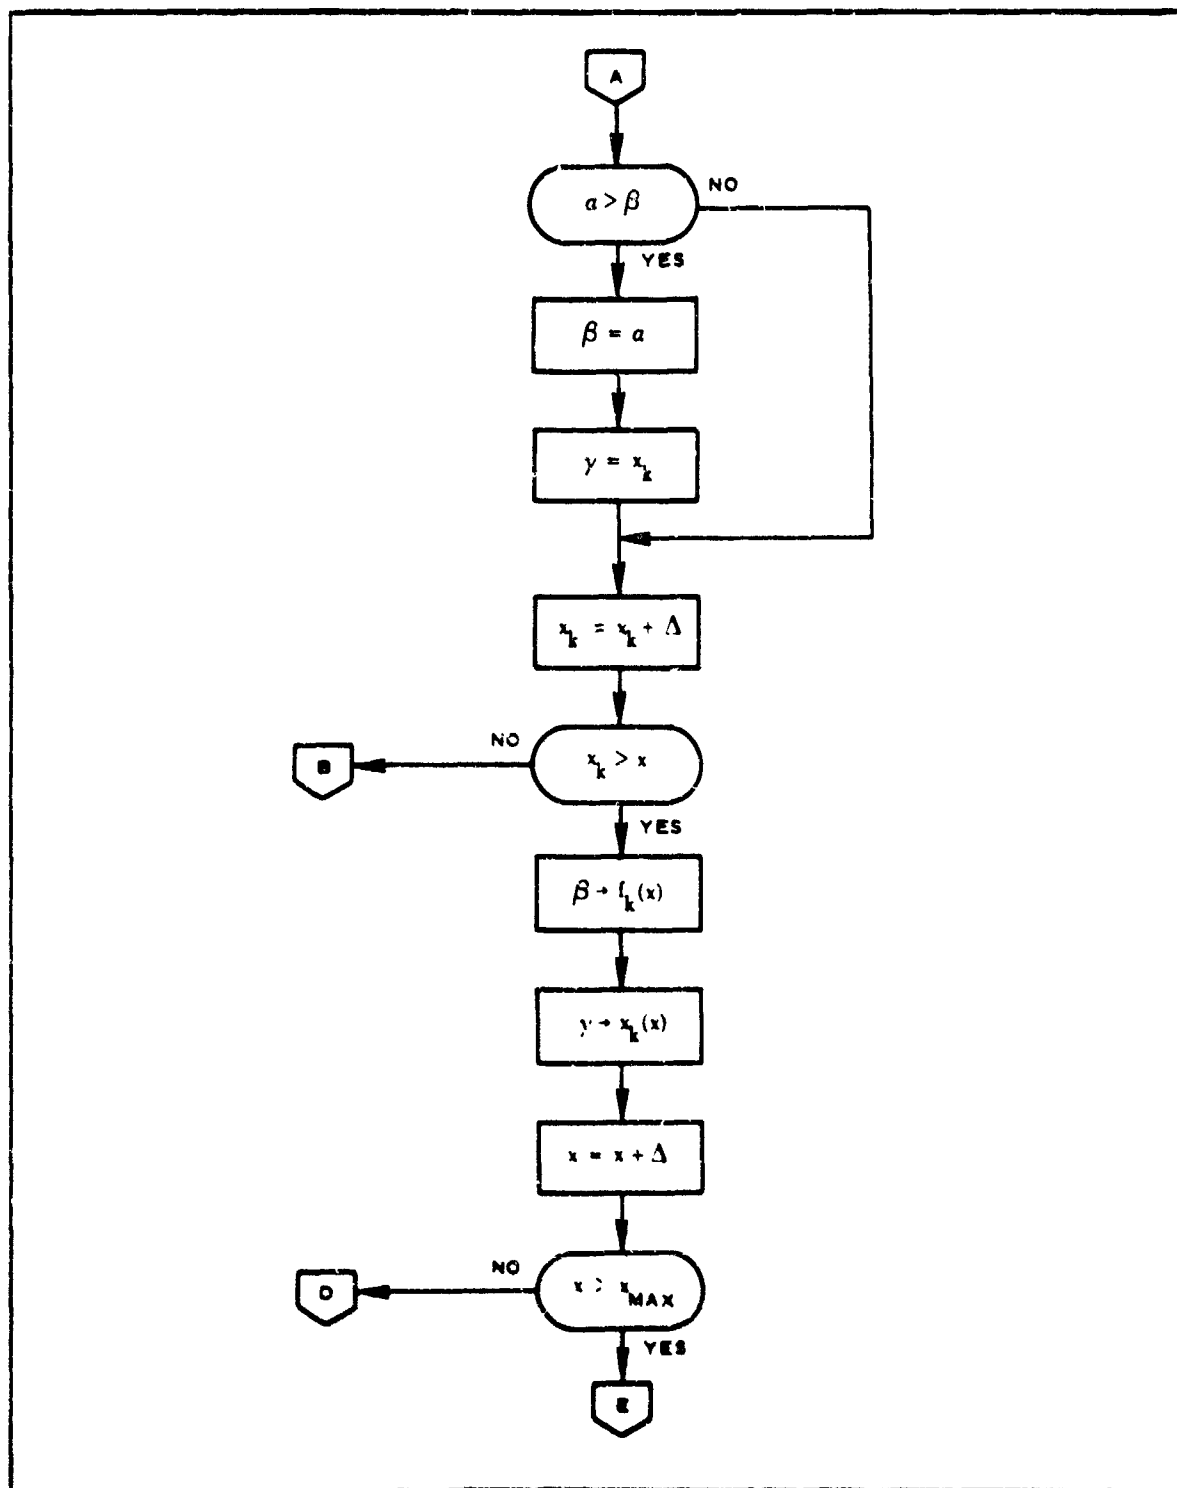 A
α > β
NO
YES
β = α
γ = x_k
x_k = x_k + Δ
NO
x_k > x
B
YES
β → f_k(x)
γ → x_k(x)
x = x + Δ
NO
x > x_MAX
D
YES
E